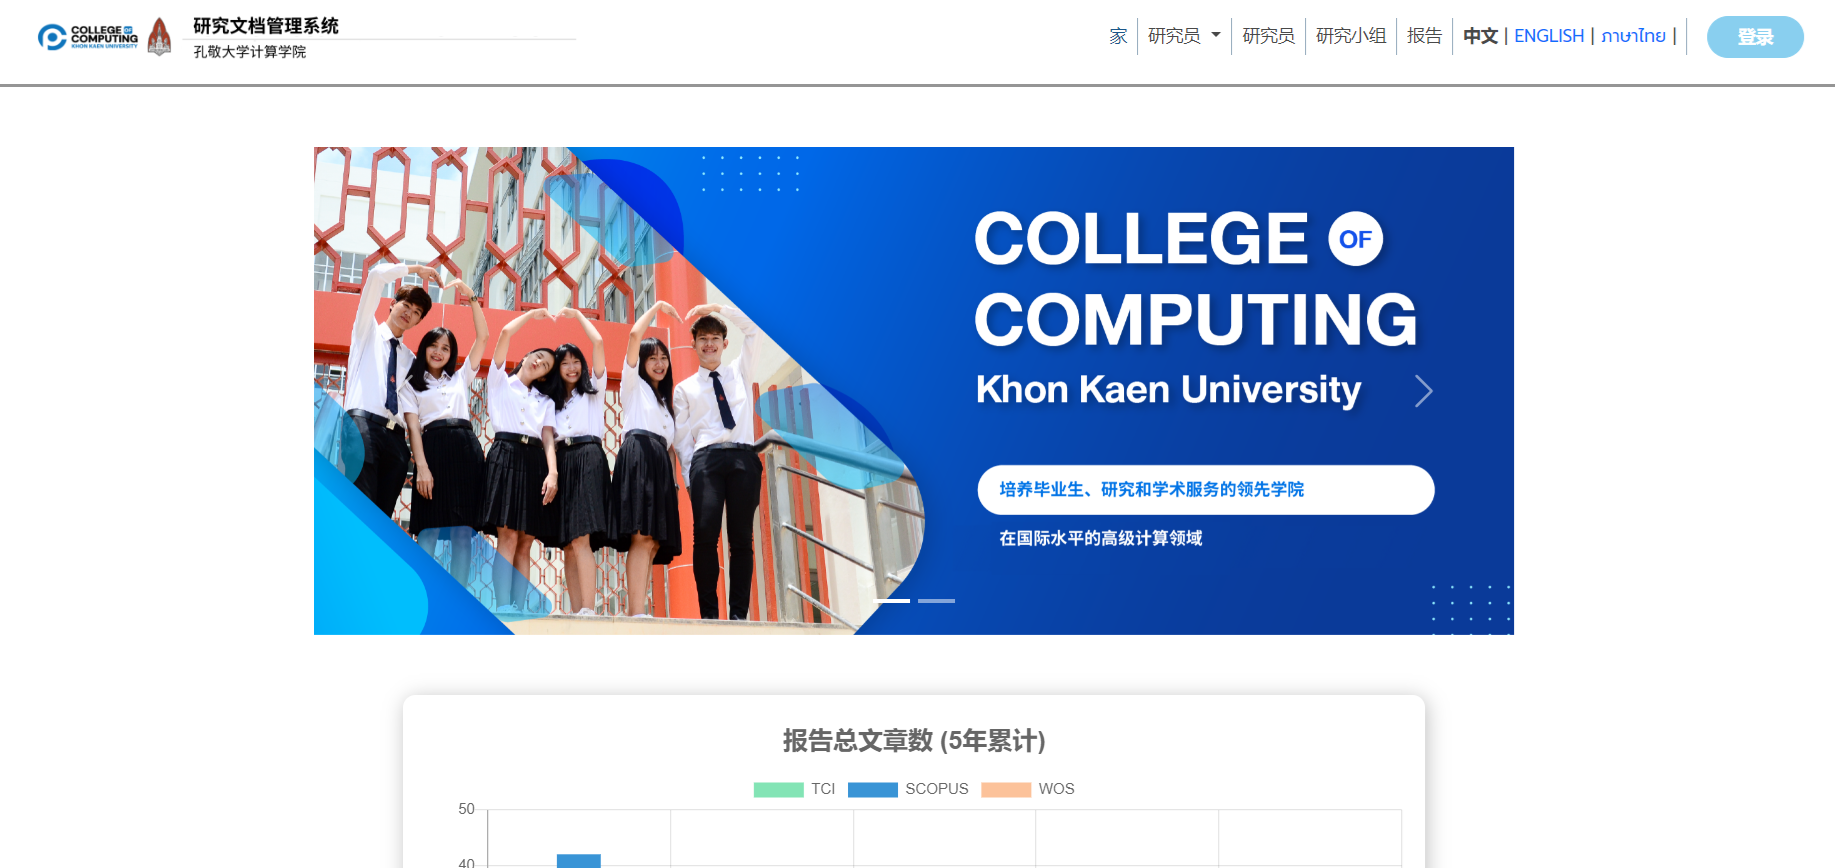 COLLEGE OF
COMPUTING
KHON KAEN UNIVERSITY
研究文档管理系统
孔敬大学计算学院
家
研究员
研究员
研究小组
报告
中文 | ENGLISH | ภาษาไทย |
登录
COLLEGE OF
COMPUTING
Khon Kaen University
培养毕业生、研究和学术服务的领先学院
在国际水平的高级计算领域
报告总文章数 (5年累计)
TCI SCOPUS WOS
50
40